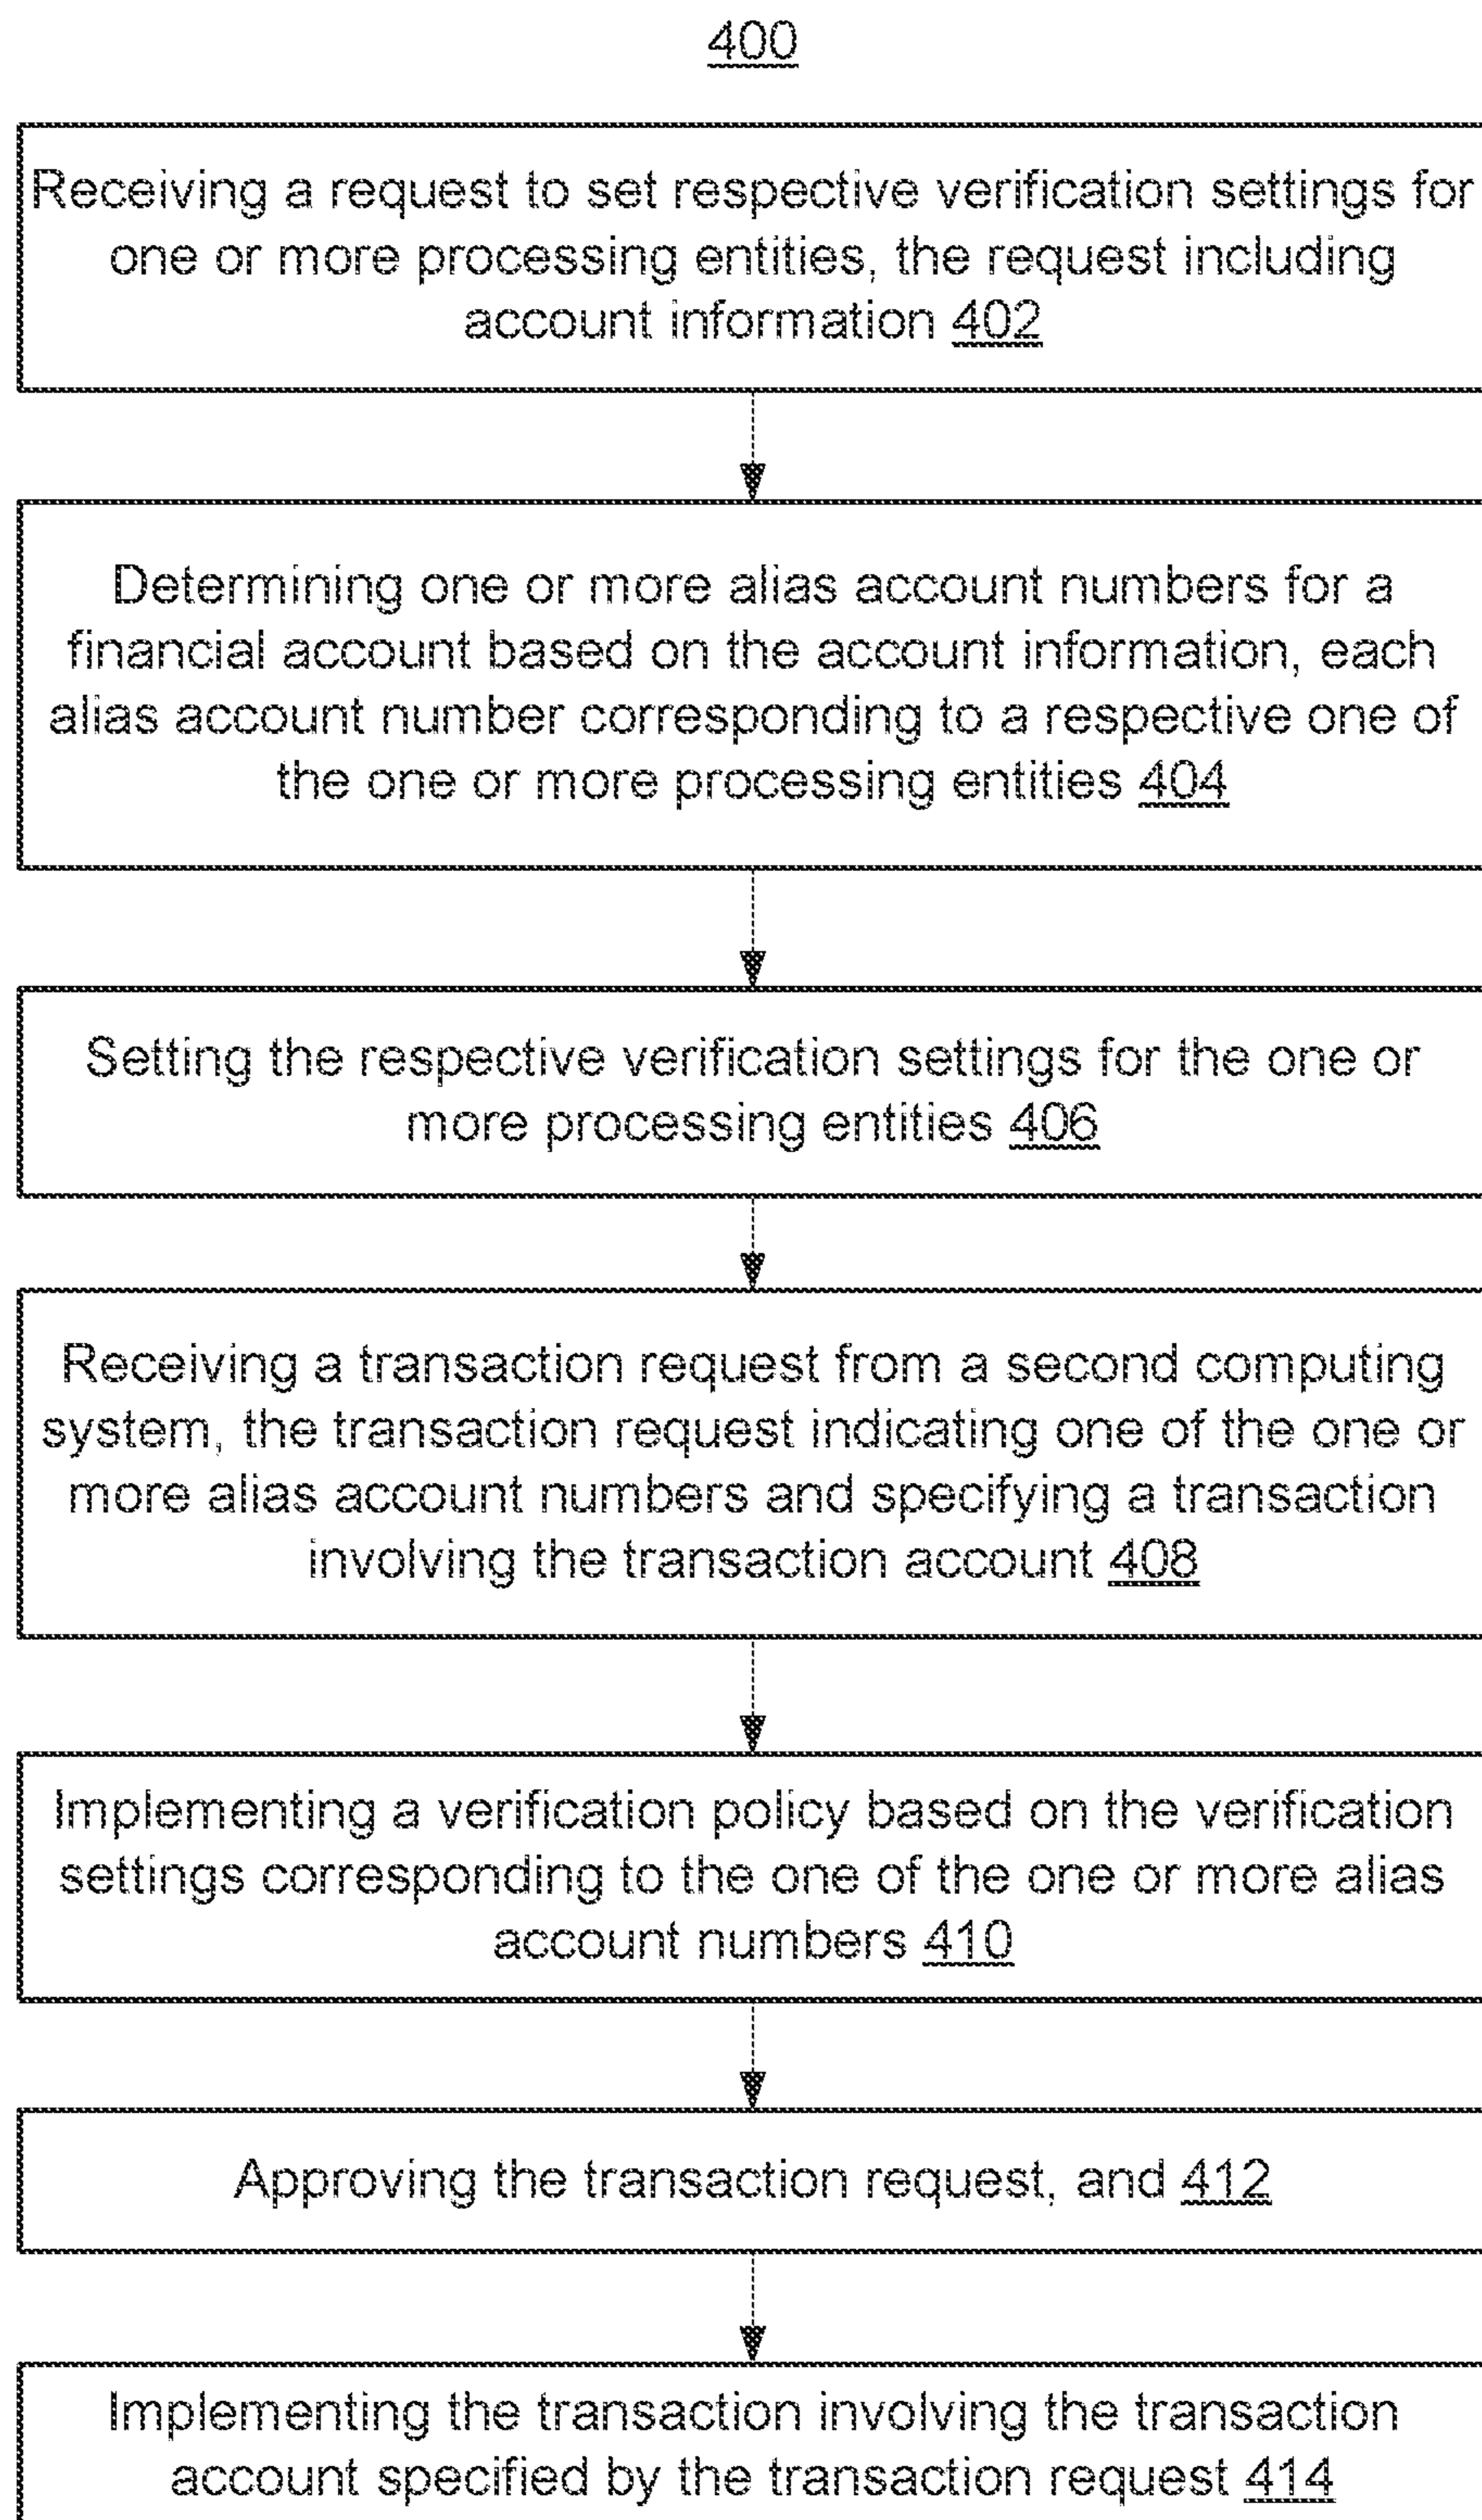 400
Receiving a request to set respective verification settings for
one or more processing entities, the request including
account information 402
Determining one or more alias account numbers for a
financial account based on the account information, each
alias account number corresponding to a respective one of
the one or more processing entities 404
Setting the respective verification settings for the one or
more processing entities 406
Receiving a transaction request from a second computing
system, the transaction request indicating one of the one or
more alias account numbers and specifying a transaction
involving the transaction account 408
Implementing a verification policy based on the verification
settings corresponding to the one of the one or more alias
account numbers 410
Approving the transaction request, and 412
Implementing the transaction involving the transaction
account specified by the transaction request 414